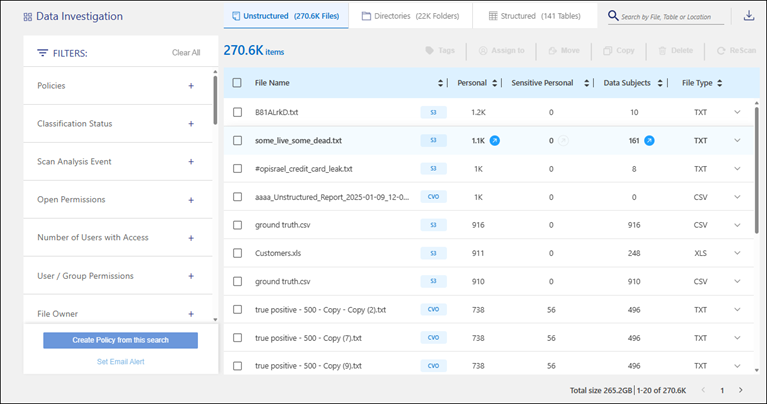 Data Investigation
Unstructured (270.6K Files)
Directories (22K Folders)
Structured (141 Tables)
Search by File, Table or Location
FILTERS:
Clear All
Policies +
Classification Status +
Scan Analysis Event +
Open Permissions +
Number of Users with Access +
User / Group Permissions +
File Owner +
Create Policy from this search
Set Email Alert
270.6K items
Tags
Assign to
Move
Copy
Delete
ReScan
File Name Personal Sensitive Personal Data Subjects File Type
B81ALrkD.txt S3 1.2K 0 10 TXT
some_live_some_dead.txt S3 1.1K 0 161 TXT
#opisrael_credit_card_leak.txt S3 1K 0 8 TXT
aaaa_Unstructured_Report_2025-01-09_12-0... CVO 1K 0 0 CSV
ground truth.csv S3 916 0 916 CSV
Customers.xls S3 911 0 248 XLS
ground truth.csv S3 910 0 910 CSV
true positive - 500 - Copy - Copy (2).txt CVO 738 56 496 TXT
true positive - 500 - Copy (7).txt CVO 738 56 496 TXT
true positive - 500 - Copy (9).txt CVO 738 56 496 TXT
Total size 265.2GB | 1-20 of 270.6K < 1 >